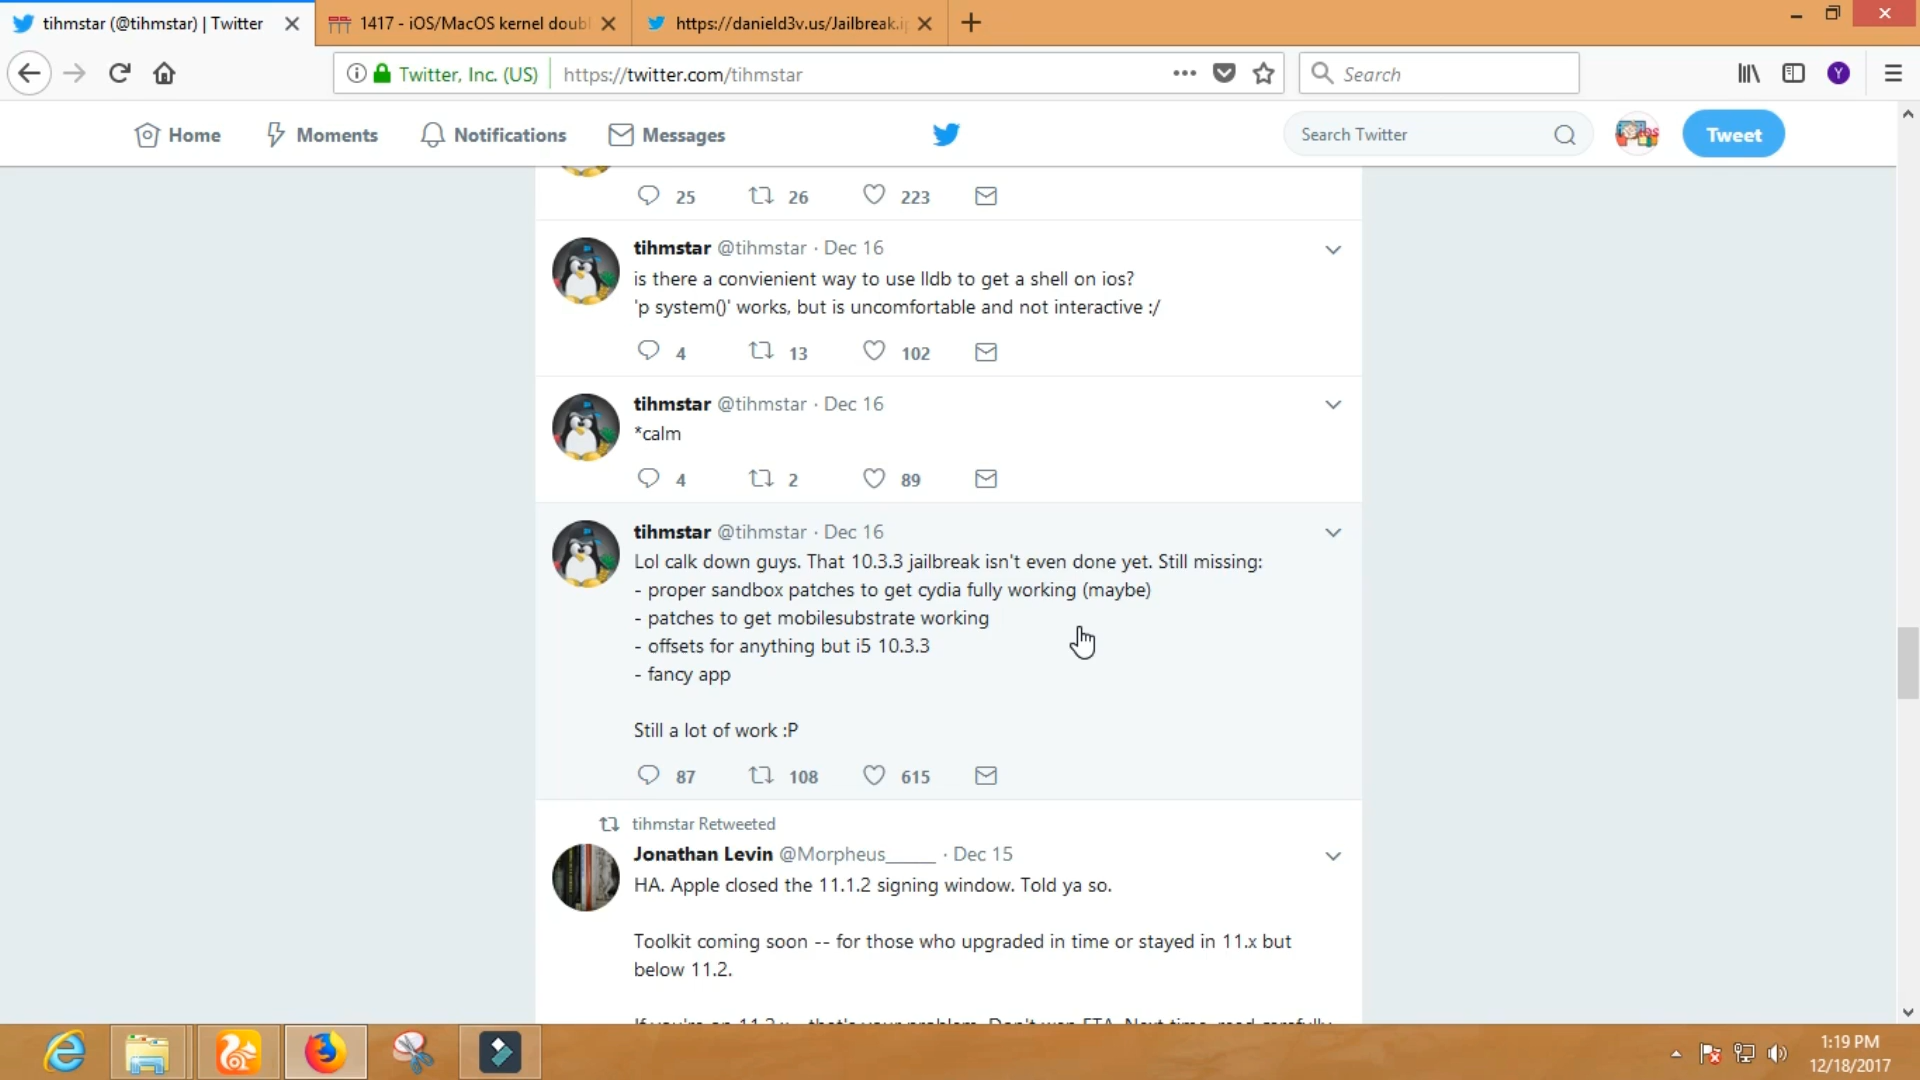 tihmstar (@tihmstar) | Twitter
1417 - iOS/MacOS kernel doubl
https://danield3v.us/Jailbreak.i
Twitter, Inc. (US)
https://twitter.com/tihmstar
Search
Y
Home
Moments
Notifications
Messages
Search Twitter
Tweet
25 26 223
tihmstar @tihmstar · Dec 16
is there a convienient way to use lldb to get a shell on ios?
'p system()' works, but is uncomfortable and not interactive :/
4 13 102
tihmstar @tihmstar · Dec 16
*calm
4 2 89
tihmstar @tihmstar · Dec 16
Lol calk down guys. That 10.3.3 jailbreak isn't even done yet. Still missing:
- proper sandbox patches to get cydia fully working (maybe)
- patches to get mobilesubstrate working
- offsets for anything but i5 10.3.3
- fancy app
Still a lot of work :P
87 108 615
tihmstar Retweeted
Jonathan Levin @Morpheus______ · Dec 15
HA. Apple closed the 11.1.2 signing window. Told ya so.
Toolkit coming soon -- for those who upgraded in time or stayed in 11.x but
below 11.2.
1:19 PM
12/18/2017